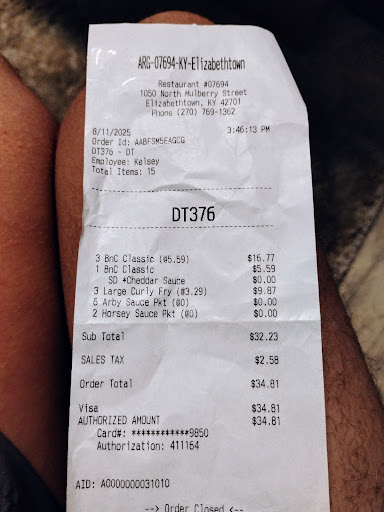 ARG-07694-KY-Elizabethtown
Restaurant #07694
1050 North Mulberry Street
Elizabethtown, KY 42701
Phone (270) 769-1362
8/11/2025 3:46:13 PM
Order Id: AABFSM5EAGCG
DT376 - DT
Employee: Kelsey
Total Items: 15
DT376
3 BnC Classic (@5.59) $16.77
1 BnC Classic $5.59
SD *Cheddar Sauce $0.00
3 Large Curly Fry (@3.29) $9.87
6 Arby Sauce Pkt (@0) $0.00
2 Horsey Sauce Pkt (@0) $0.00
Sub Total $32.23
SALES TAX $2.58
Order Total $34.81
Visa $34.81
AUTHORIZED AMOUNT $34.81
Card#: ************9850
Authorization: 411164
AID: A0000000031010
--> Order Closed <--